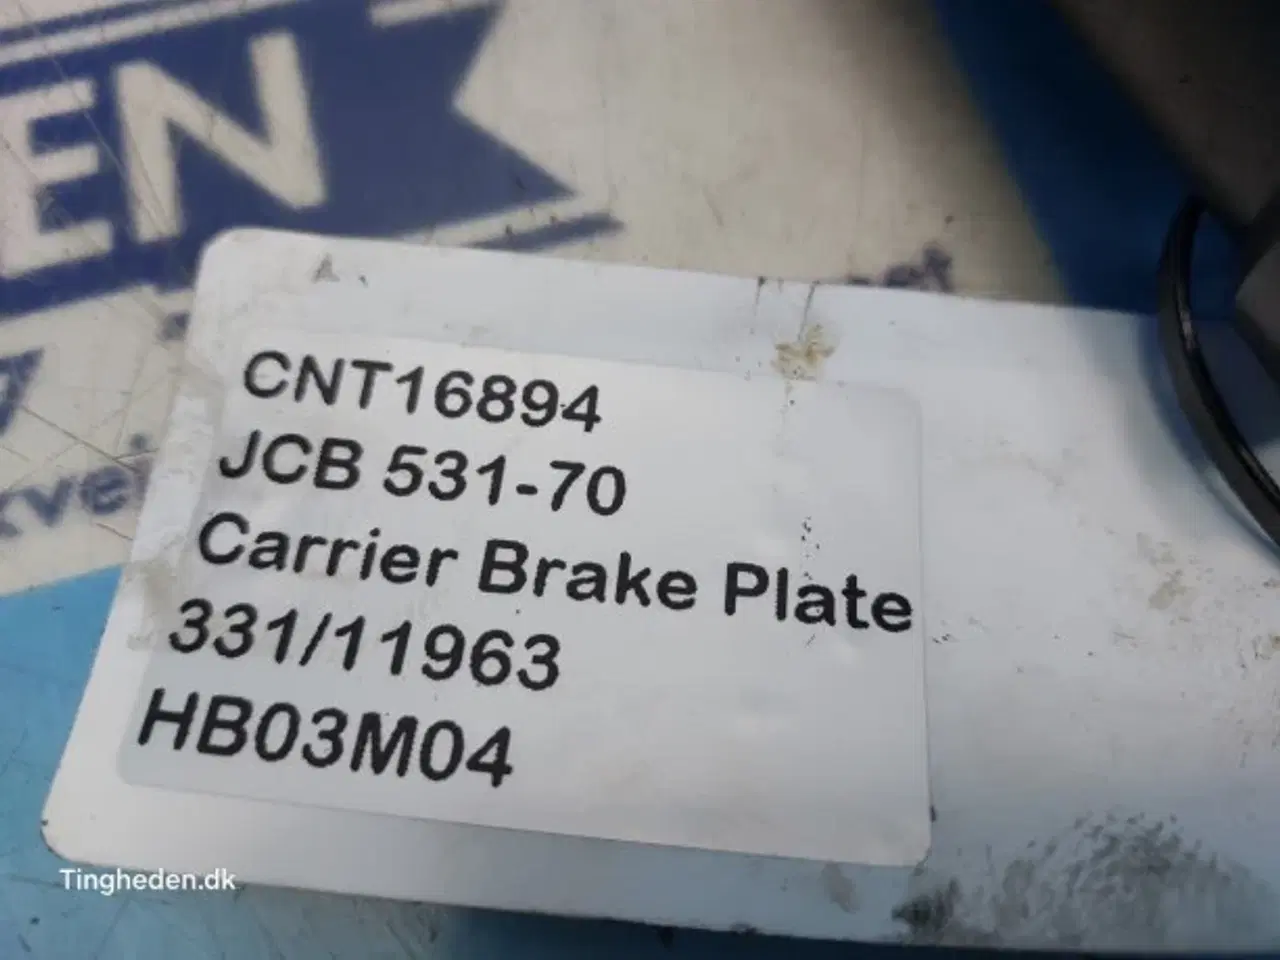 EN
CNT16894
JCB 531-70
Carrier Brake Plate
331/11963
HB03M04
Tingheden.dk